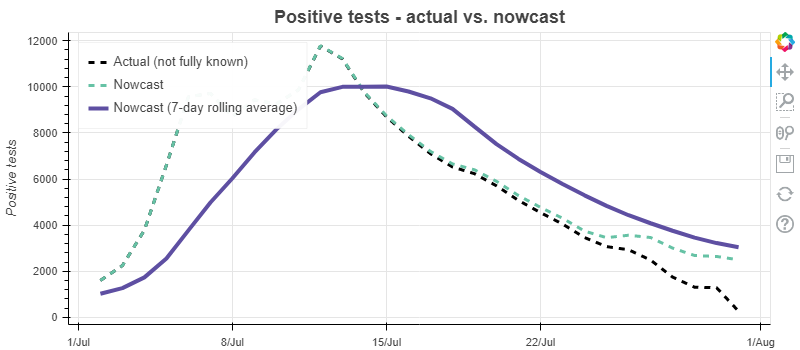 Positive tests - actual vs. nowcast
Actual (not fully known)
Nowcast
Nowcast (7-day rolling average)
Positive tests
12000
10000
8000
6000
4000
2000
0
1/Jul
8/Jul
15/Jul
22/Jul
1/Aug
?